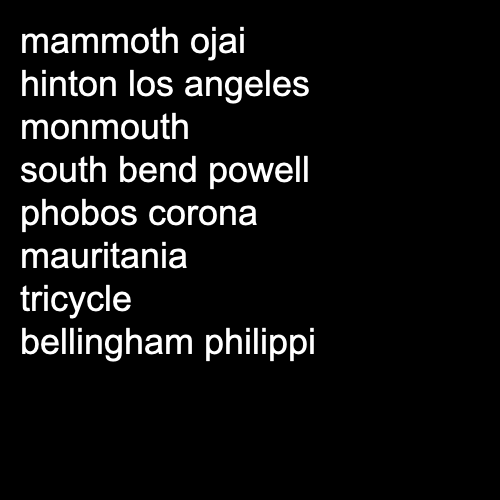 mammoth ojai
hinton los angeles
monmouth
south bend powell
phobos corona
mauritania
tricycle
bellingham philippi